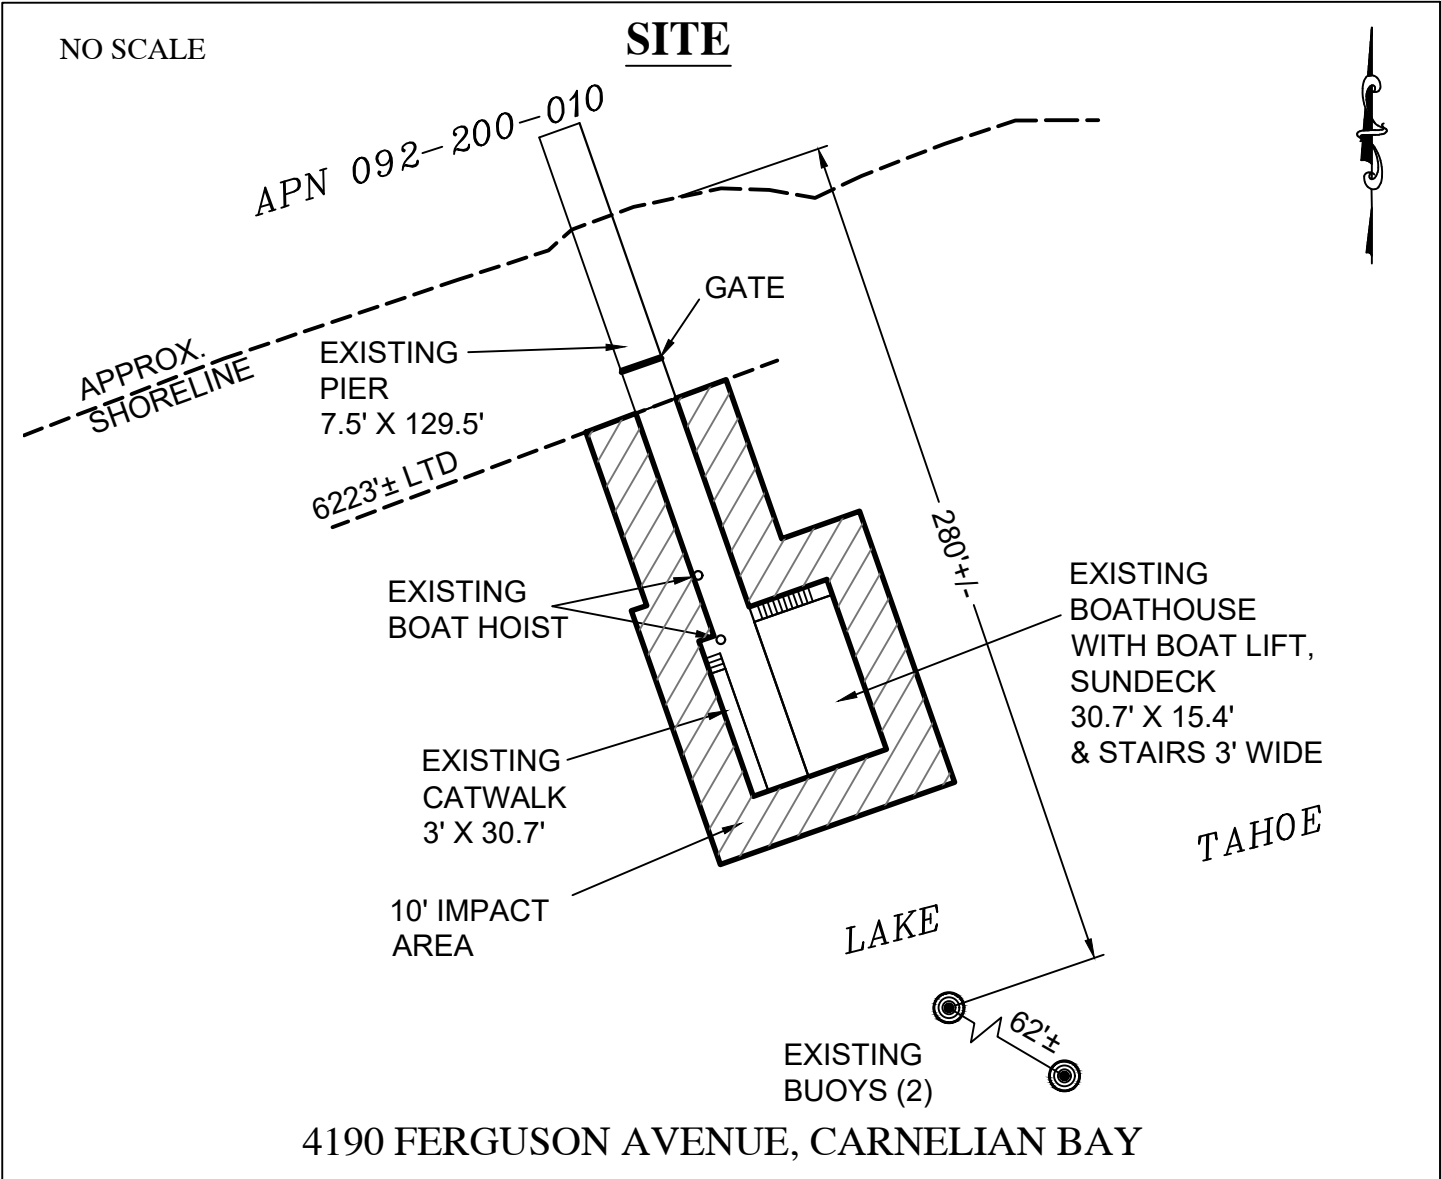 NO SCALE
SITE
APN 092-200-010
GATE
APPROX.
SHORELINE
EXISTING
PIER
7.5' X 129.5'
6223'± LTD
280'+/-
EXISTING
BOAT HOIST
EXISTING
BOATHOUSE
WITH BOAT LIFT,
SUNDECK
30.7' X 15.4'
& STAIRS 3' WIDE
EXISTING
CATWALK
3' X 30.7'
10' IMPACT
AREA
LAKE
TAHOE
62'±
EXISTING
BUOYS (2)
4190 FERGUSON AVENUE, CARNELIAN BAY